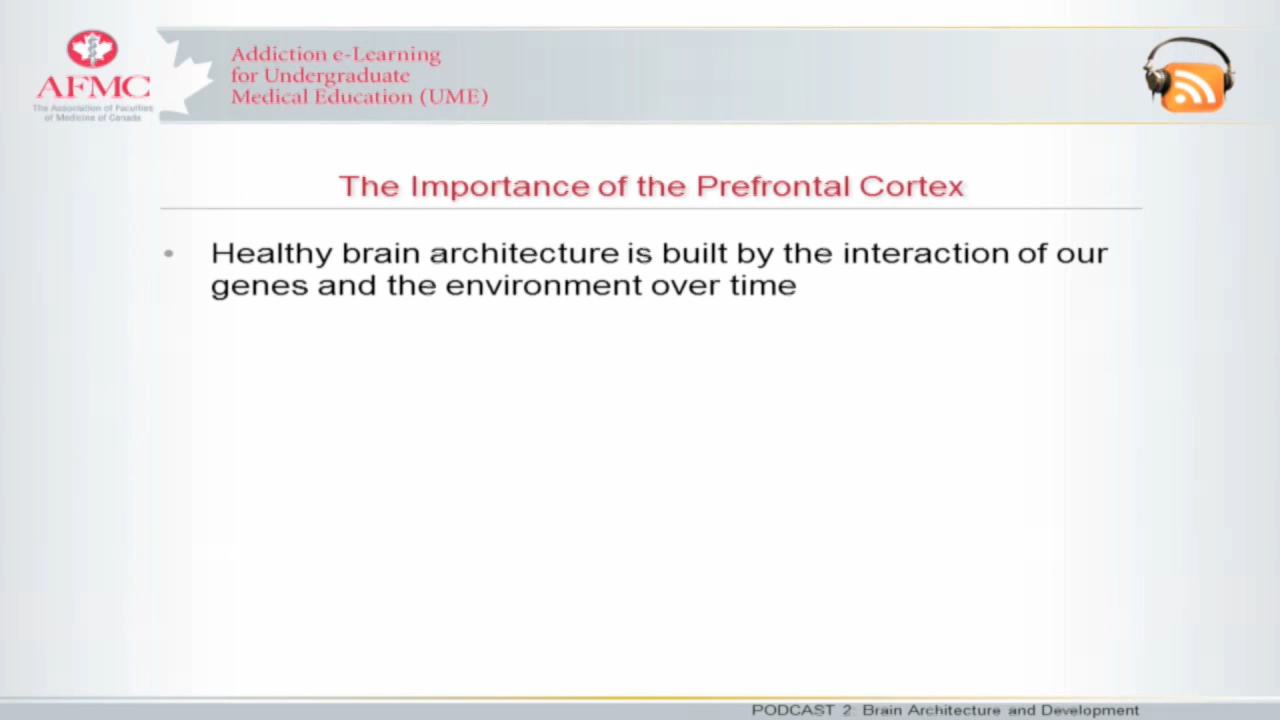 AFMC
The Association of Faculties
of Medicine of Canada
Addiction e-Learning
for Undergraduate
Medical Education (UME)
The Importance of the Prefrontal Cortex
• Healthy brain architecture is built by the interaction of our
genes and the environment over time
PODCAST 2: Brain Architecture and Development